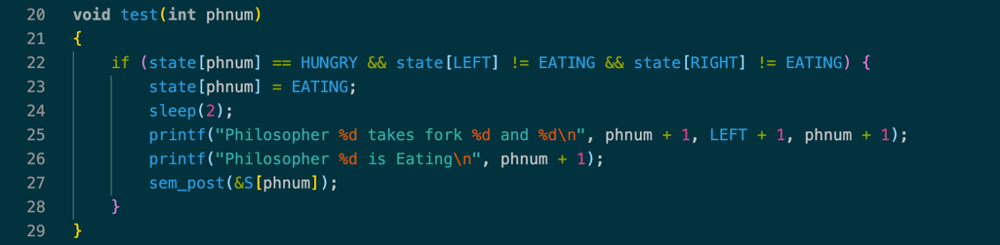 20 void test(int phnum)
21 {
22 if (state[phnum] == HUNGRY && state[LEFT] != EATING && state[RIGHT] != EATING) {
23 state[phnum] = EATING;
24 sleep(2);
25 printf("Philosopher %d takes fork %d and %d\n", phnum + 1, LEFT + 1, phnum + 1);
26 printf("Philosopher %d is Eating\n", phnum + 1);
27 sem_post(&S[phnum]);
28 }
29 }